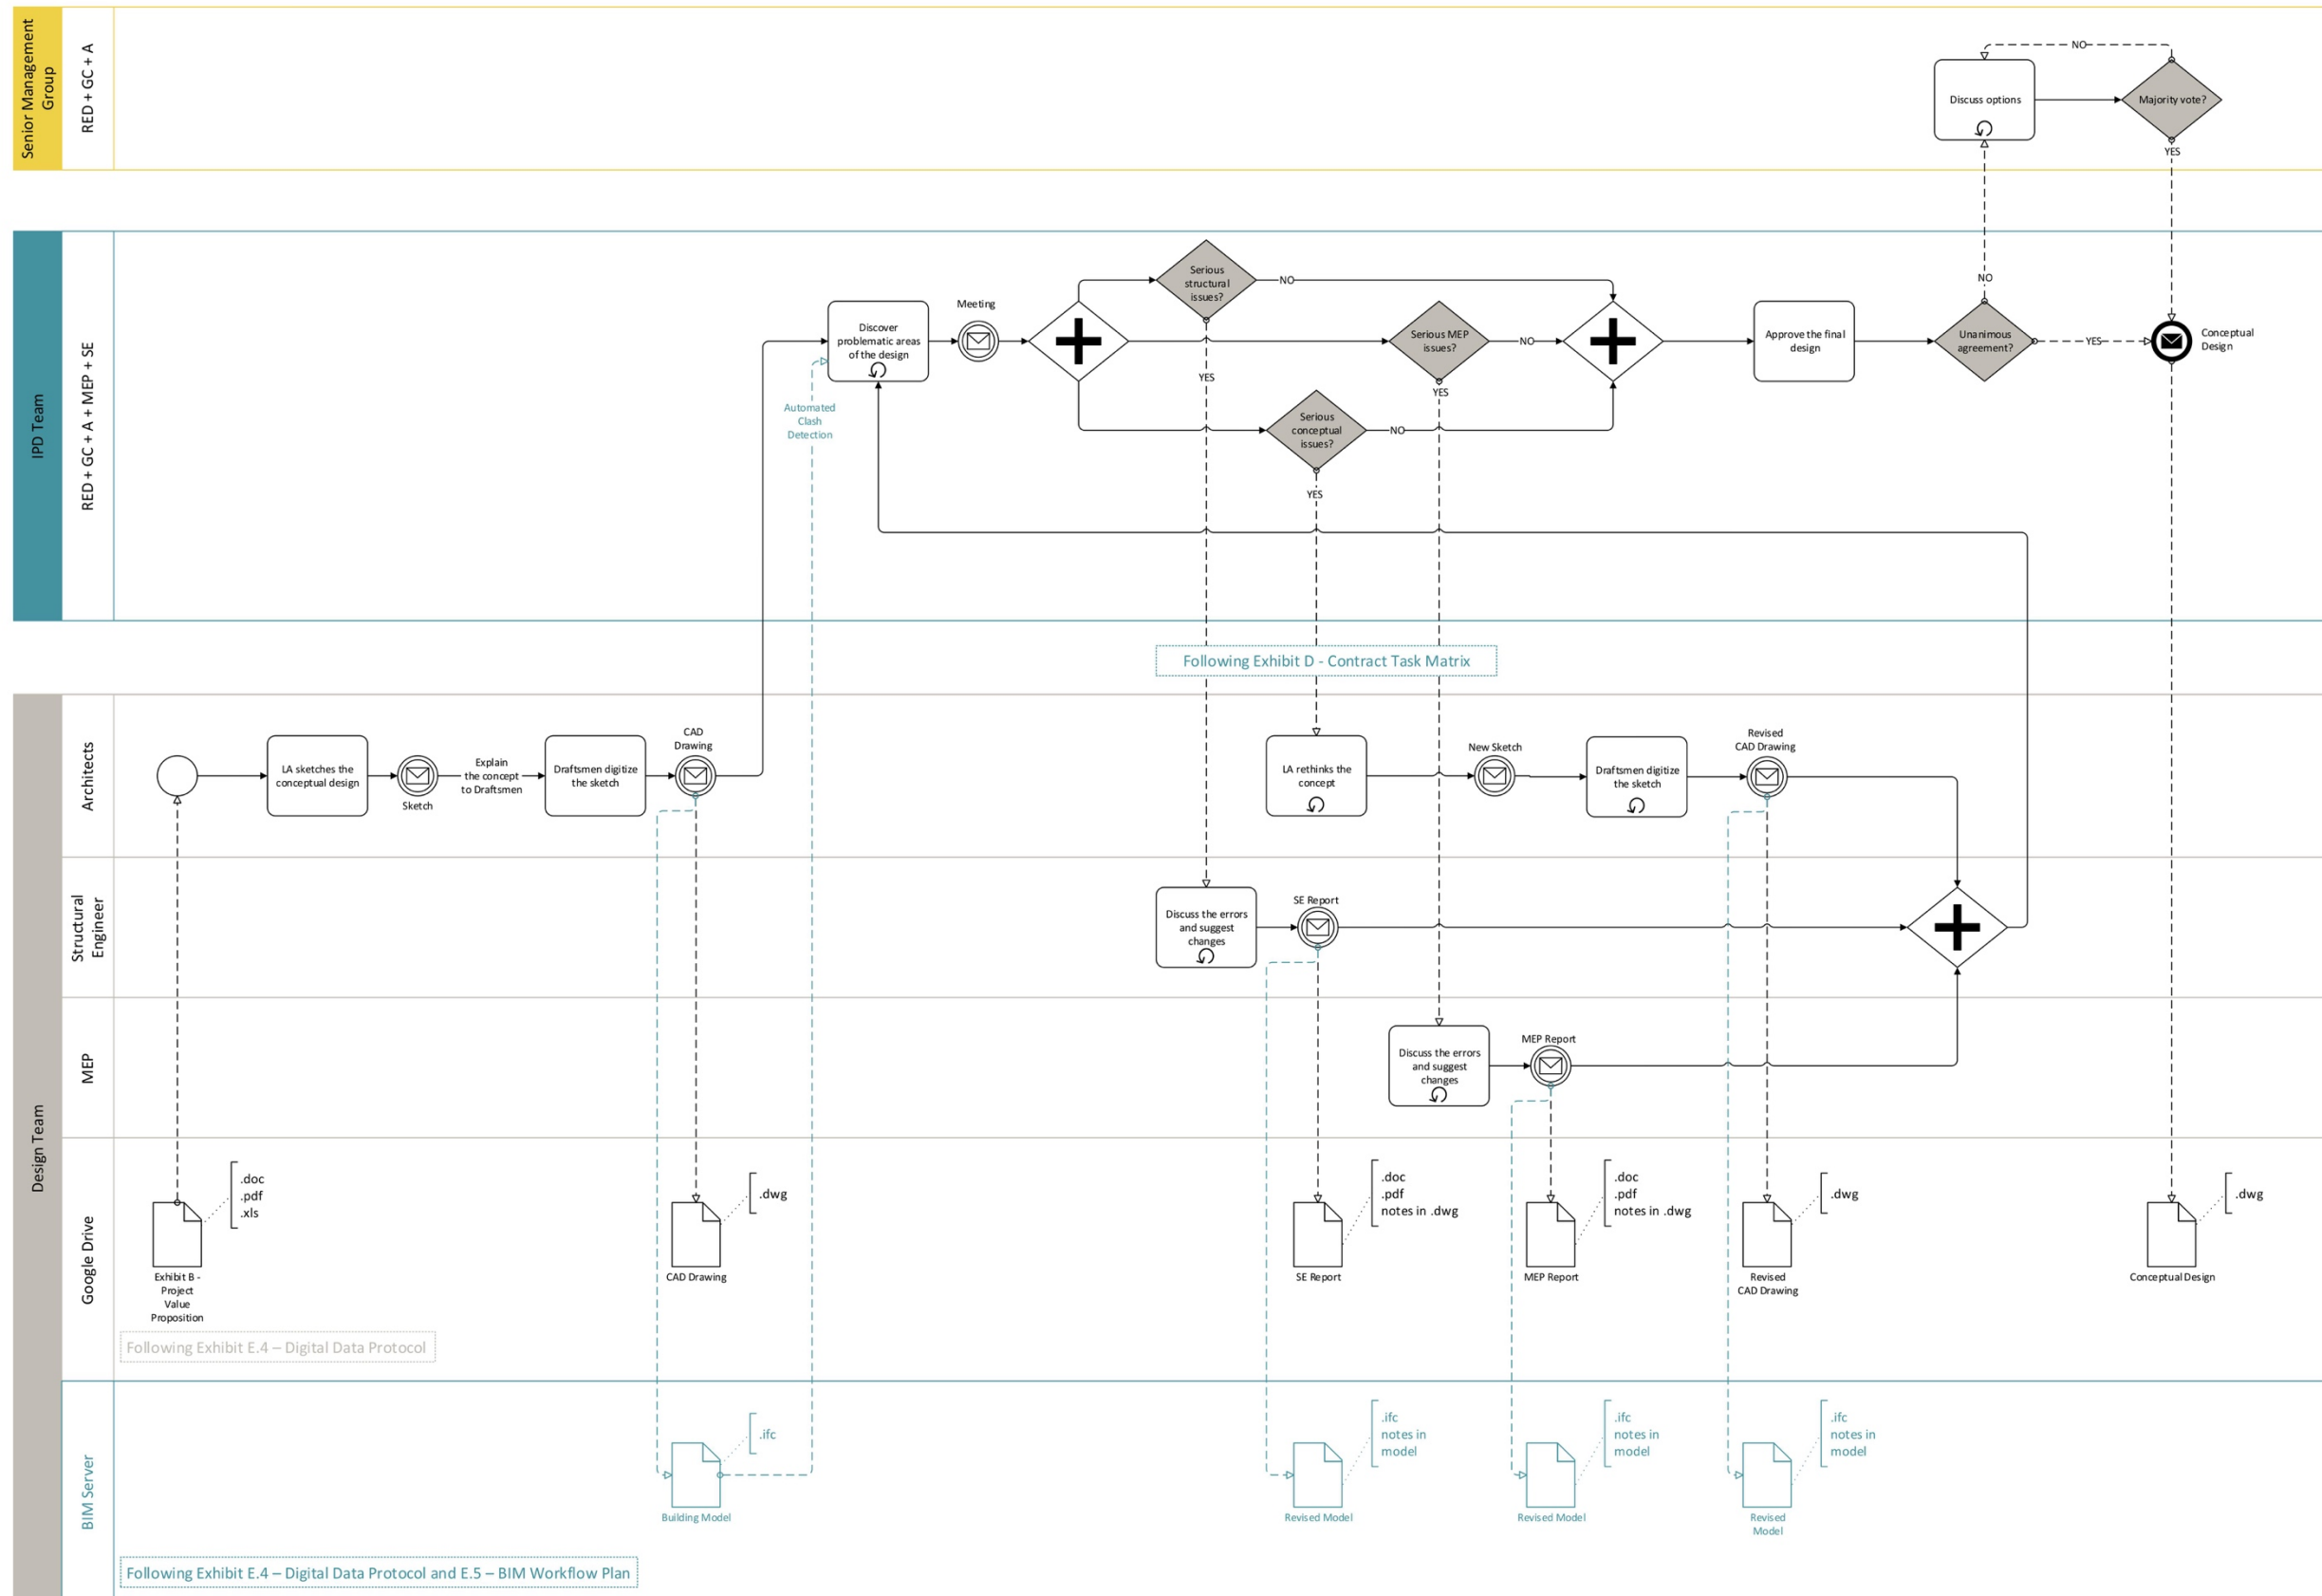 Senior Management
Group
RED + GC + A
Discuss options
Majority vote?
NO
YES
IPD Team
RED + GC + A + MEP + SE
Discover
problematic areas
of the design
Meeting
Automated
Clash
Detection
Serious
structural
issues?
NO
YES
Serious MEP
issues?
NO
YES
Serious
conceptual
issues?
NO
YES
Approve the final
design
Unanimous
agreement?
NO
YES
Conceptual
Design
Following Exhibit D - Contract Task Matrix
Design Team
Architects
LA sketches the
conceptual design
Sketch
Explain
the concept
to Draftsmen
Draftsmen digitize
the sketch
CAD
Drawing
LA rethinks the
concept
New Sketch
Draftsmen digitize
the sketch
Revised
CAD Drawing
Structural
Engineer
Discuss the errors
and suggest
changes
SE Report
MEP
Discuss the errors
and suggest
changes
MEP Report
Google Drive
.doc
.pdf
.xls
Exhibit B -
Project
Value
Proposition
.dwg
CAD Drawing
.doc
.pdf
notes in .dwg
SE Report
.doc
.pdf
notes in .dwg
MEP Report
.dwg
Revised
CAD Drawing
.dwg
Conceptual Design
Following Exhibit E.4 – Digital Data Protocol
BIM Server
.ifc
Building Model
.ifc
notes in
model
Revised Model
.ifc
notes in
model
Revised Model
.ifc
notes in
model
Revised
Model
Following Exhibit E.4 – Digital Data Protocol and E.5 – BIM Workflow Plan